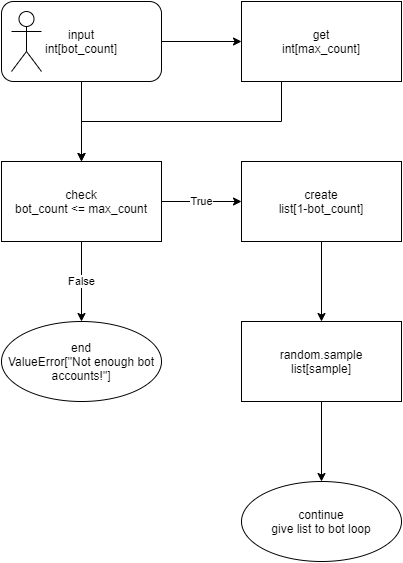 input
int[bot_count]
get
int[max_count]
check
bot_count <= max_count
True
create
list[1-bot_count]
False
end
ValueError["Not enough bot
accounts!"]
random.sample
list[sample]
continue
give list to bot loop